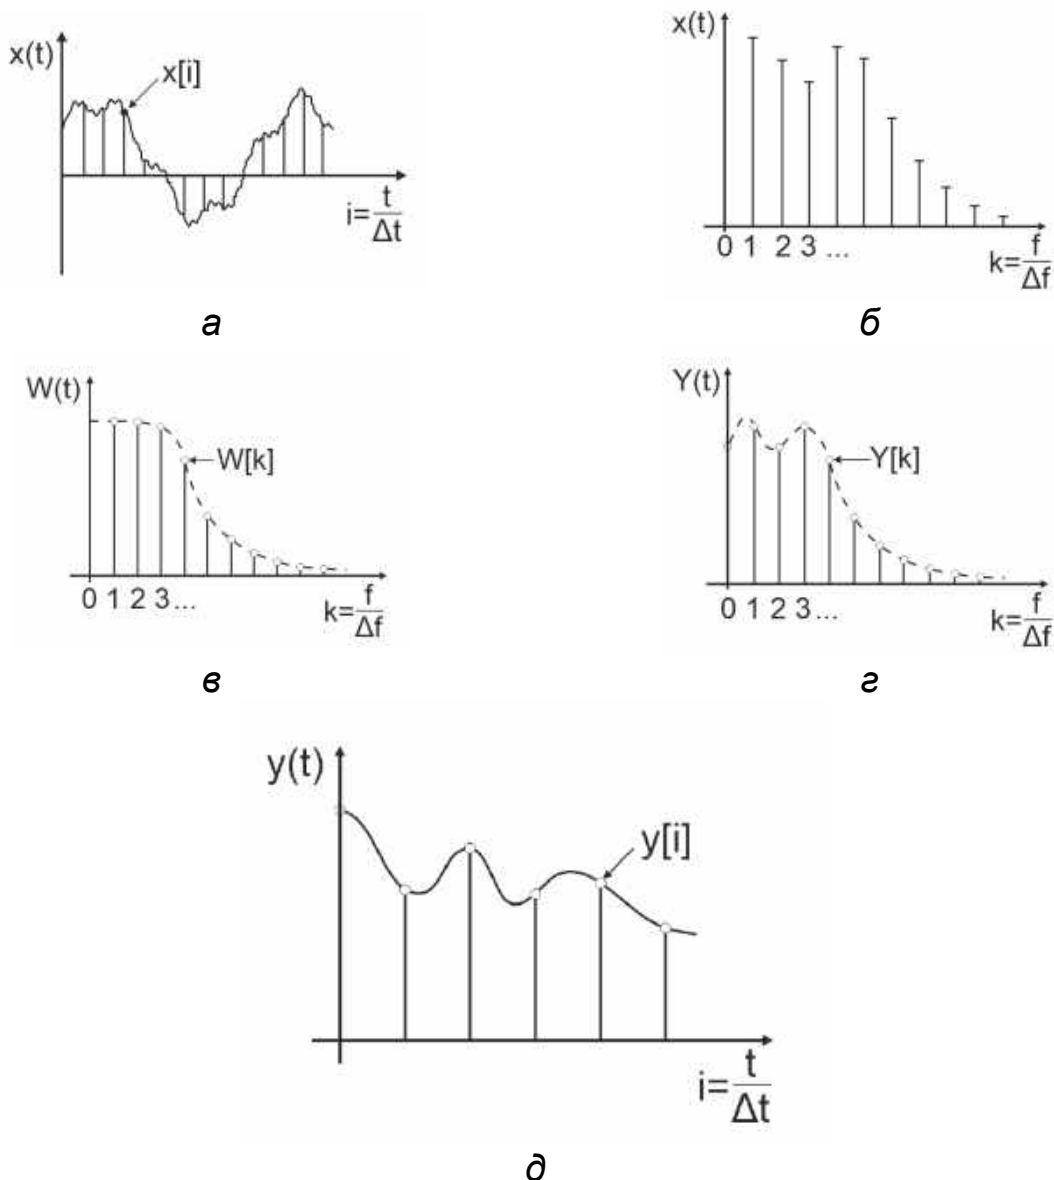 x(t)
x[i]
i=t/Δt
а
x(t)
0 1 2 3 ...
k=f/Δf
б
W(t)
W[k]
0 1 2 3 ...
k=f/Δf
в
Y(t)
Y[k]
0 1 2 3 ...
k=f/Δf
г
y(t)
y[i]
i=t/Δt
д